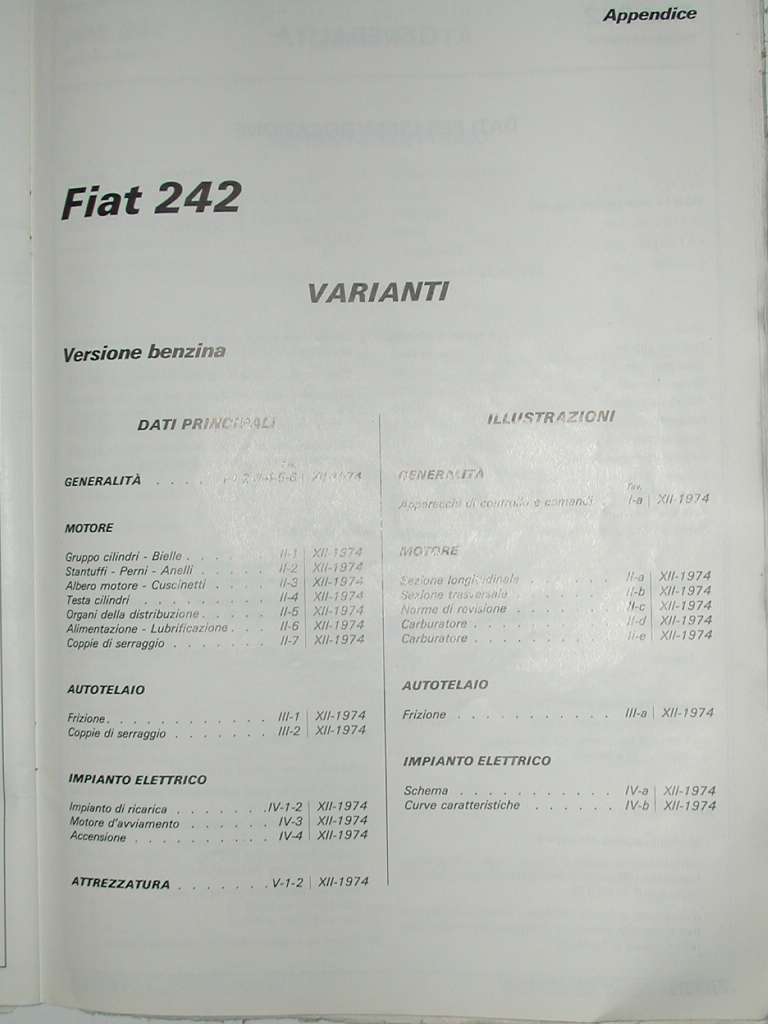 Appendice
Fiat 242
VARIANTI
Versione benzina
DATI PRINCIPALI
GENERALITÀ . . . . XII-1974
MOTORE
Gruppo cilindri - Bielle . . . . . . II-1 | XII-1974
Stantuffi - Perni - Anelli . . . . . II-2 | XII-1974
Albero motore - Cuscinetti . . . . II-3 | XII-1974
Testa cilindri . . . . . . . . . II-4 | XII-1974
Organi della distribuzione . . . . . II-5 | XII-1974
Alimentazione - Lubrificazione . . . II-6 | XII-1974
Coppie di serraggio . . . . . . . II-7 | XII-1974
AUTOTELAIO
Frizione . . . . . . . . . . . . III-1 | XII-1974
Coppie di serraggio . . . . . . . III-2 | XII-1974
IMPIANTO ELETTRICO
Impianto di ricarica . . . . . . . IV-1-2 | XII-1974
Motore d'avviamento . . . . . . IV-3 | XII-1974
Accensione . . . . . . . . . . IV-4 | XII-1974
ATTREZZATURA . . . . . . . V-1-2 | XII-1974
ILLUSTRAZIONI
GENERALITÀ
Tav.
Apparecchi di controllo e comandi . I-a | XII-1974
MOTORE
Sezione longitudinale . . . . . . II-a | XII-1974
Sezione trasversale . . . . . . . II-b | XII-1974
Norme di revisione . . . . . . . II-c | XII-1974
Carburatore . . . . . . . . . . II-d | XII-1974
Carburatore . . . . . . . . . . II-e | XII-1974
AUTOTELAIO
Frizione . . . . . . . . . . . III-a | XII-1974
IMPIANTO ELETTRICO
Schema . . . . . . . . . . . IV-a | XII-1974
Curve caratteristiche . . . . . . IV-b | XII-1974